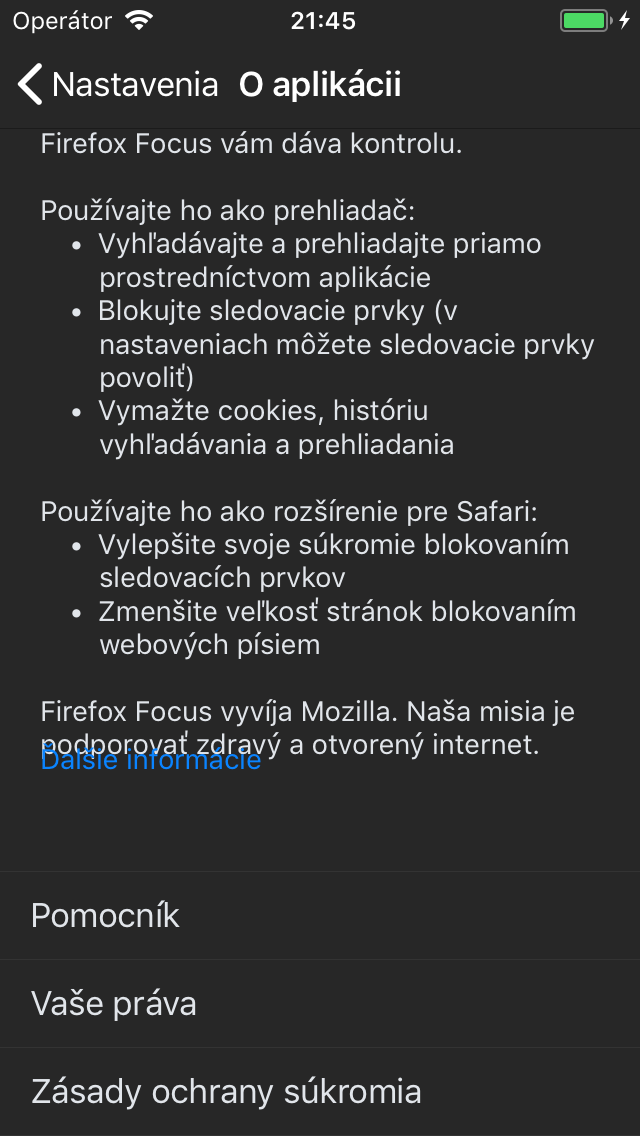 Operátor 21:45
Nastavenia O aplikácii
Firefox Focus vám dáva kontrolu.
Používajte ho ako prehliadač:
• Vyhľadávajte a prehliadajte priamo
prostredníctvom aplikácie
• Blokujte sledovacie prvky (v
nastaveniach môžete sledovacie prvky
povoliť)
• Vymažte cookies, históriu
vyhľadávania a prehliadania
Používajte ho ako rozšírenie pre Safari:
• Vylepšite svoje súkromie blokovaním
sledovacích prvkov
• Zmenšite veľkosť stránok blokovaním
webových písiem
Firefox Focus vyvíja Mozilla. Naša misia je
podporovať zdravý a otvorený internet.
Ďalšie informácie
Pomocník
Vaše práva
Zásady ochrany súkromia